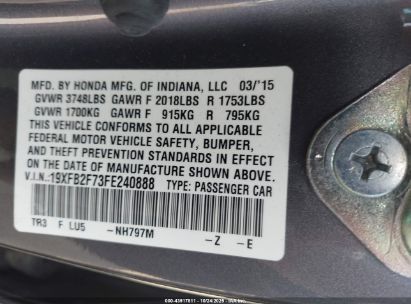 MFD. BY HONDA MFG. OF INDIANA, LLC 03/'15
GVWR 3748LBS GAWR F 2018LBS R 1753LBS
GVWR 1700KG GAWR F 915KG R 795KG
THIS VEHICLE CONFORMS TO ALL APPLICABLE
FEDERAL MOTOR VEHICLE SAFETY, BUMPER,
AND THEFT PREVENTION STANDARDS IN EFFECT
ON THE DATE OF MANUFACTURE SHOWN ABOVE.
V.I.N.:19XFB2F73FE240888 TYPE: PASSENGER CAR
TR3 F LU5 -NH797M -Z -E